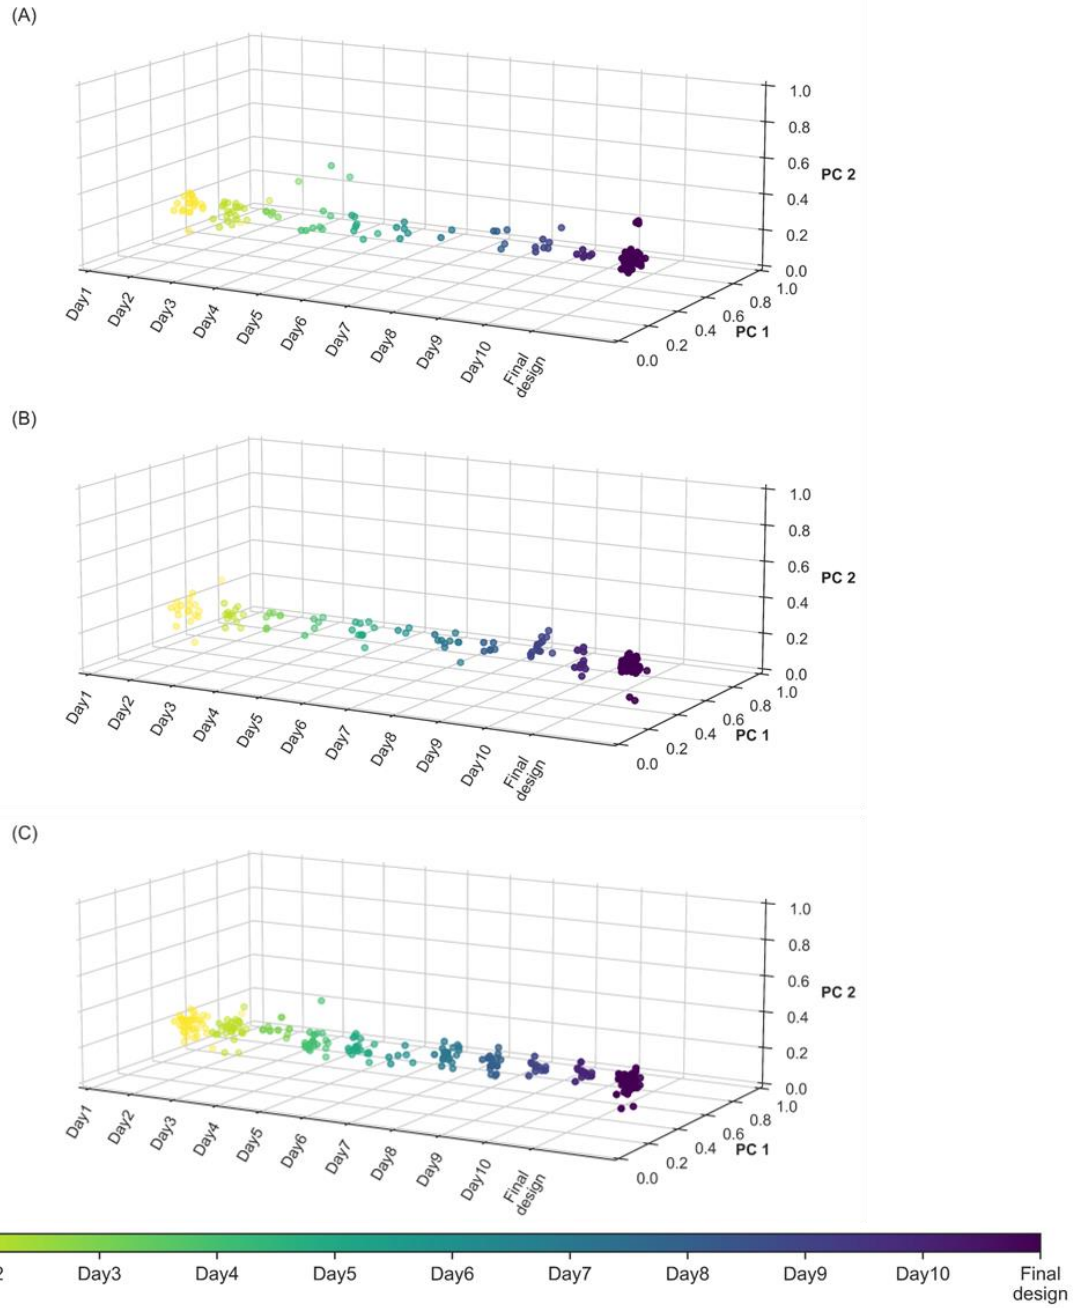 (A)
1.0
0.8
0.6
0.4
0.2
0.0
PC 2
1.0
0.8
0.6
0.4
0.2
0.0
PC 1
Day1
Day2
Day3
Day4
Day5
Day6
Day7
Day8
Day9
Day10
Final
design
(B)
1.0
0.8
0.6
0.4
0.2
0.0
PC 2
1.0
0.8
0.6
0.4
0.2
0.0
PC 1
Day1
Day2
Day3
Day4
Day5
Day6
Day7
Day8
Day9
Day10
Final
design
(C)
1.0
0.8
0.6
0.4
0.2
0.0
PC 2
1.0
0.8
0.6
0.4
0.2
0.0
PC 1
Day1
Day2
Day3
Day4
Day5
Day6
Day7
Day8
Day9
Day10
Final
design
Day3 Day4 Day5 Day6 Day7 Day8 Day9 Day10 Final
design